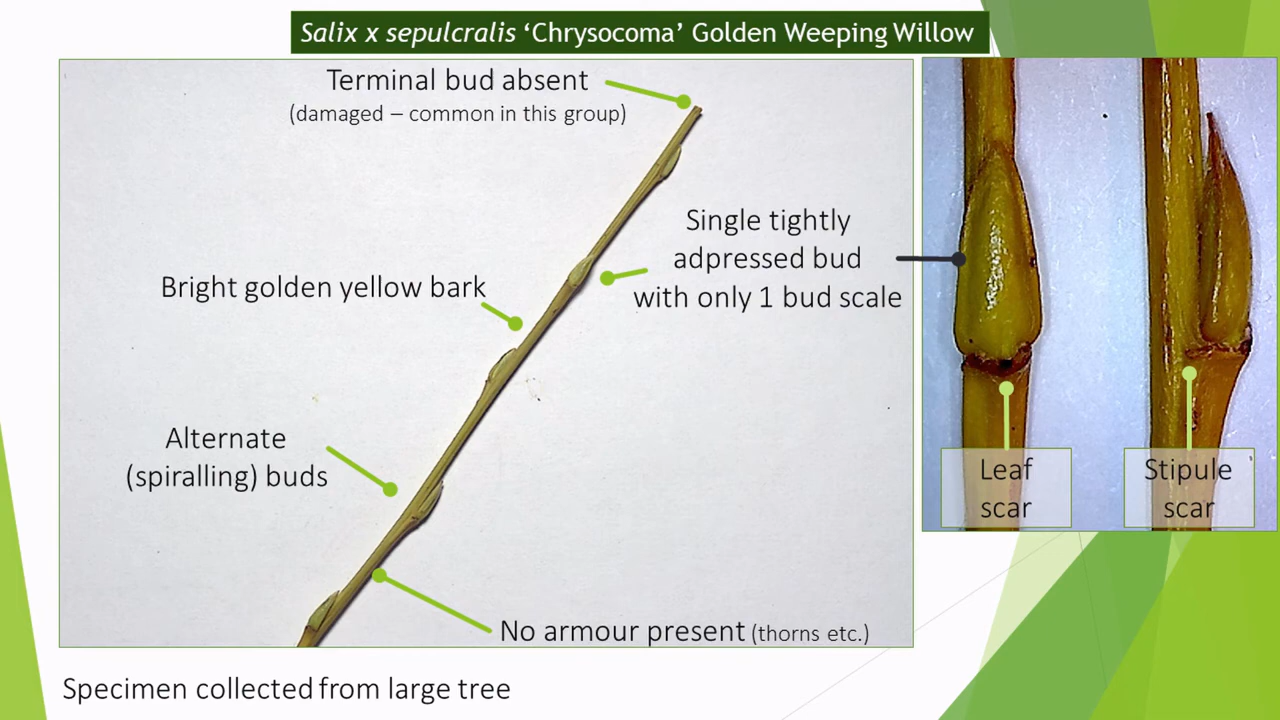 Salix x sepulcralis ‘Chrysocoma’ Golden Weeping Willow
Terminal bud absent
(damaged – common in this group)
Single tightly
adpressed bud
with only 1 bud scale
Bright golden yellow bark
Alternate
(spiralling) buds
Leaf
scar
Stipule
scar
No armour present (thorns etc.)
Specimen collected from large tree